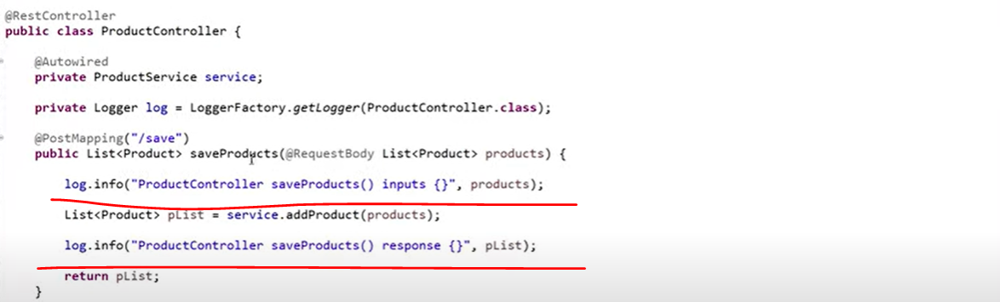 @RestController
public class ProductController {
@Autowired
private ProductService service;
private Logger log = LoggerFactory.getLogger(ProductController.class);
@PostMapping("/save")
public List<Product> saveProducts(@RequestBody List<Product> products) {
log.info("ProductController saveProducts() inputs {}", products);
List<Product> pList = service.addProduct(products);
log.info("ProductController saveProducts() response {}", pList);
return pList;
}